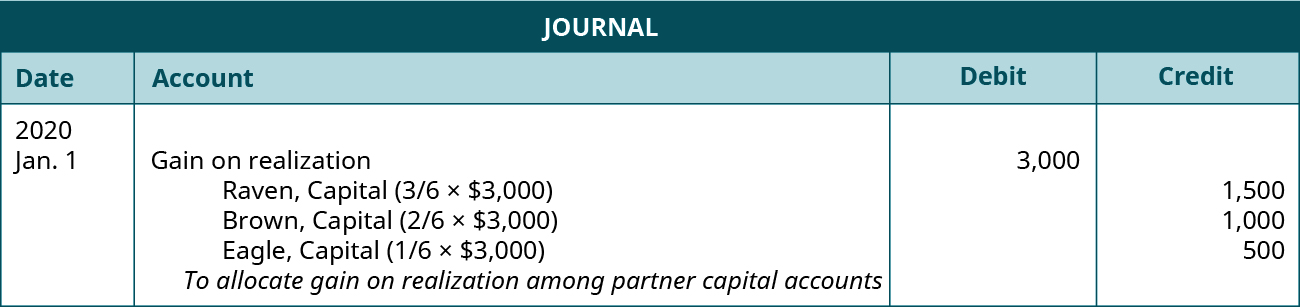 JOURNAL
Date Account Debit Credit
2020
Jan. 1 Gain on realization 3,000
Raven, Capital (3/6 × $3,000) 1,500
Brown, Capital (2/6 × $3,000) 1,000
Eagle, Capital (1/6 × $3,000) 500
To allocate gain on realization among partner capital accounts